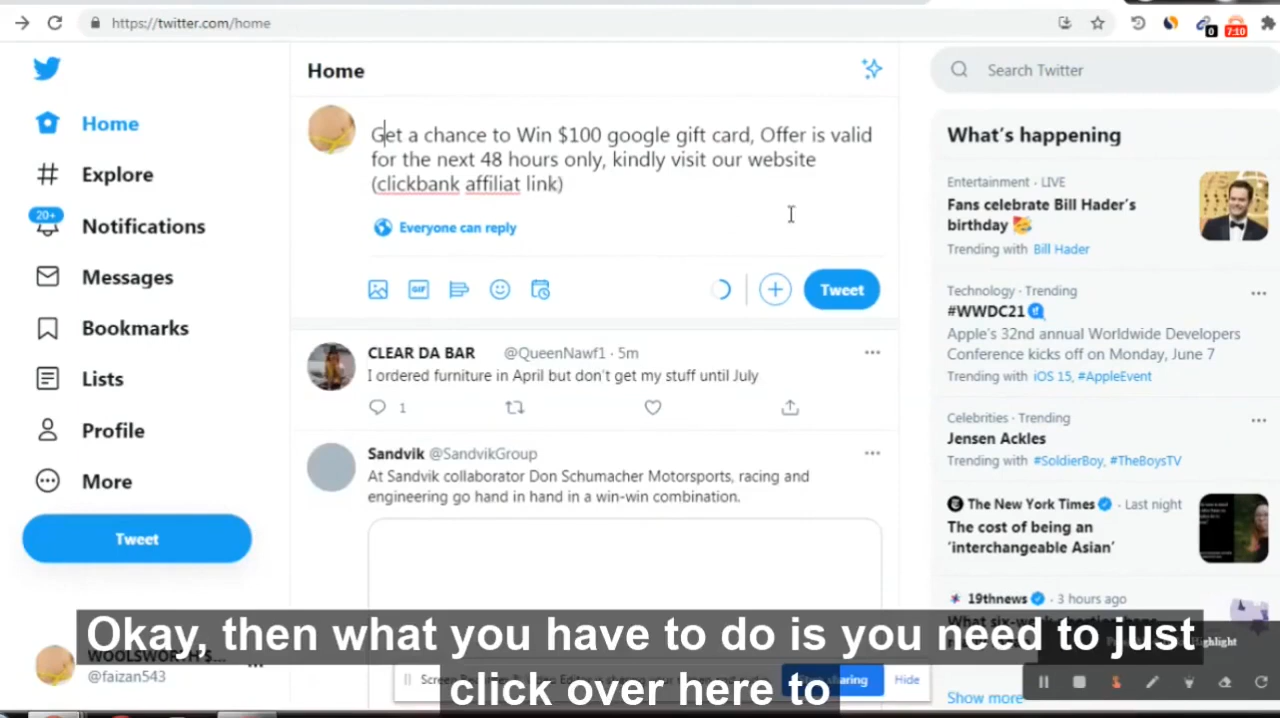 https://twitter.com/home
0
7:10
Home
Explore
20+
Notifications
Messages
Bookmarks
Lists
Profile
More
Tweet
@faizan543
Home
Get a chance to Win $100 google gift card, Offer is valid
for the next 48 hours only, kindly visit our website
(clickbank affiliat link)
Everyone can reply
GIF
Tweet
CLEAR DA BAR @QueenNawf1 · 5m
I ordered furniture in April but don't get my stuff until July
1
Sandvik @SandvikGroup
At Sandvik collaborator Don Schumacher Motorsports, racing and
engineering go hand in hand in a win-win combination.
Search Twitter
What's happening
Entertainment · LIVE
Fans celebrate Bill Hader's
birthday
Trending with Bill Hader
Technology · Trending
#WWDC21
Apple's 32nd annual Worldwide Developers
Conference kicks off on Monday, June 7
Trending with iOS 15, #AppleEvent
Celebrities · Trending
Jensen Ackles
Trending with #SoldierBoy, #TheBoysTV
The New York Times · Last night
The cost of being an
'interchangeable Asian'
19thnews · 3 hours ago
Show more
Hide
Okay, then what you have to do is you need to just
click over here to